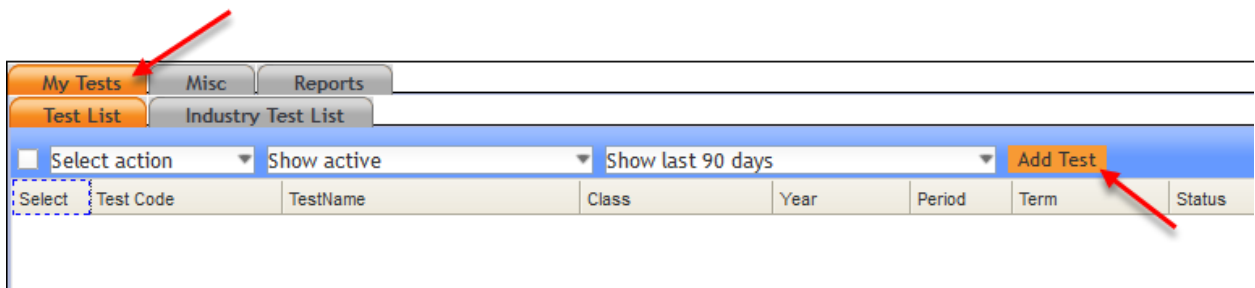 My Tests Misc Reports
Test List Industry Test List
Select action Show active Show last 90 days Add Test
Select Test Code TestName Class Year Period Term Status